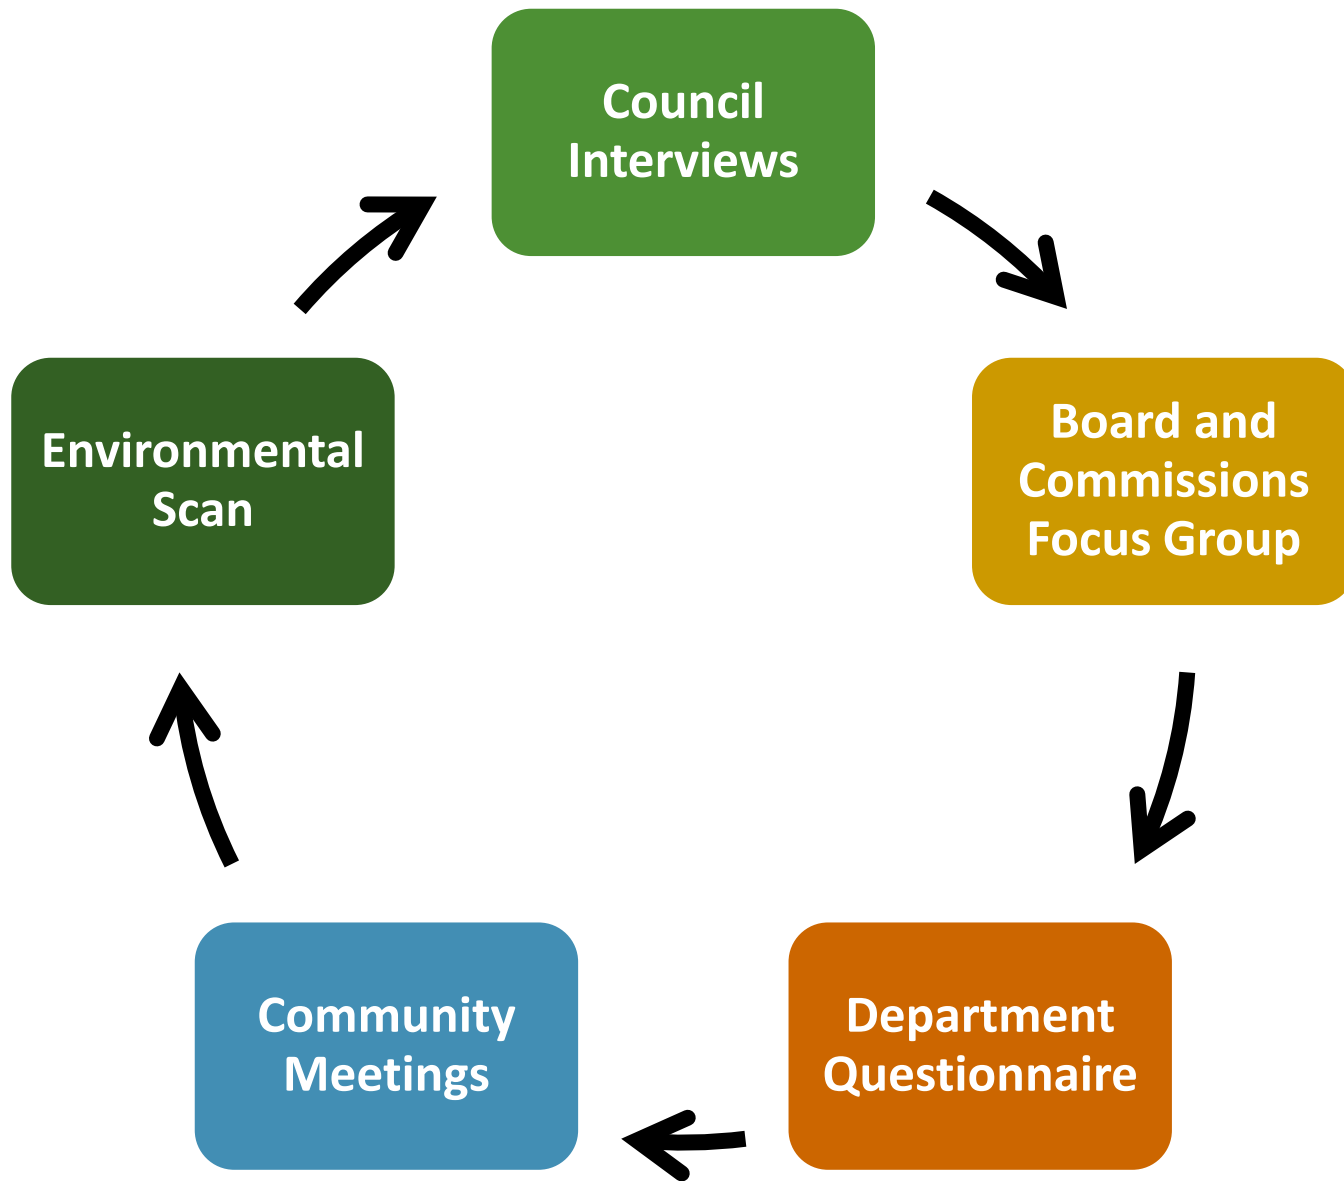 Council
Interviews
Board and
Commissions
Focus Group
Department
Questionnaire
Community
Meetings
Environmental
Scan